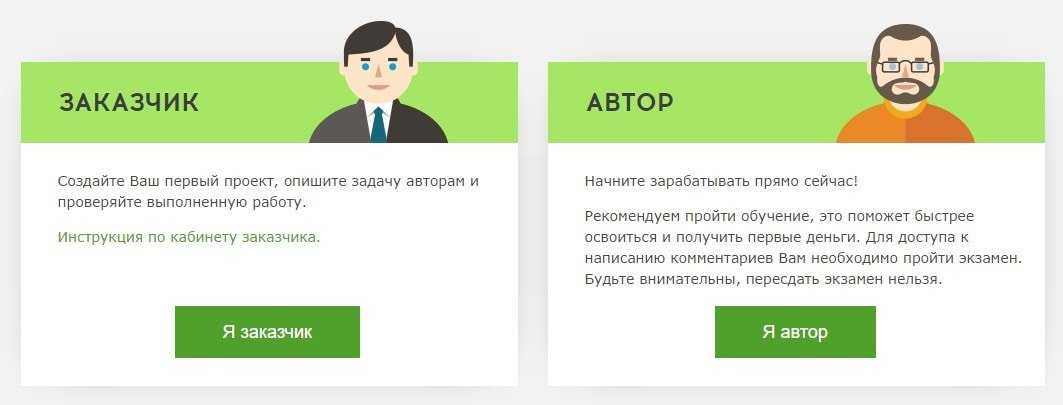 ЗАКАЗЧИК
Создайте Ваш первый проект, опишите задачу авторам и
проверяйте выполненную работу.
Инструкция по кабинету заказчика.
Я заказчик
АВТОР
Начните зарабатывать прямо сейчас!
Рекомендуем пройти обучение, это поможет быстрее
освоиться и получить первые деньги. Для доступа к
написанию комментариев Вам необходимо пройти экзамен.
Будьте внимательны, пересдать экзамен нельзя.
Я автор